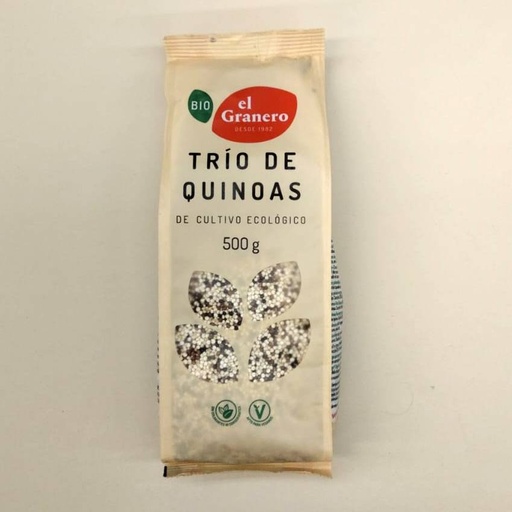 BIO
el
Granero
DESDE 1982
TRÍO DE
QUINOAS
DE CULTIVO ECOLÓGICO
500 g